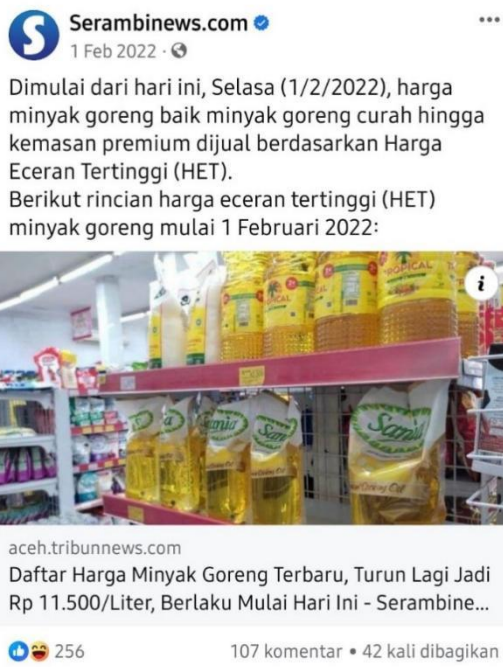 Serambinews.com
1 Feb 2022 ·
Dimulai dari hari ini, Selasa (1/2/2022), harga
minyak goreng baik minyak goreng curah hingga
kemasan premium dijual berdasarkan Harga
Eceran Tertinggi (HET).
Berikut rincian harga eceran tertinggi (HET)
minyak goreng mulai 1 Februari 2022:
TROPICAL
Sania
Sania
aceh.tribunnews.com
Daftar Harga Minyak Goreng Terbaru, Turun Lagi Jadi
Rp 11.500/Liter, Berlaku Mulai Hari Ini - Serambine...
256
107 komentar • 42 kali dibagikan